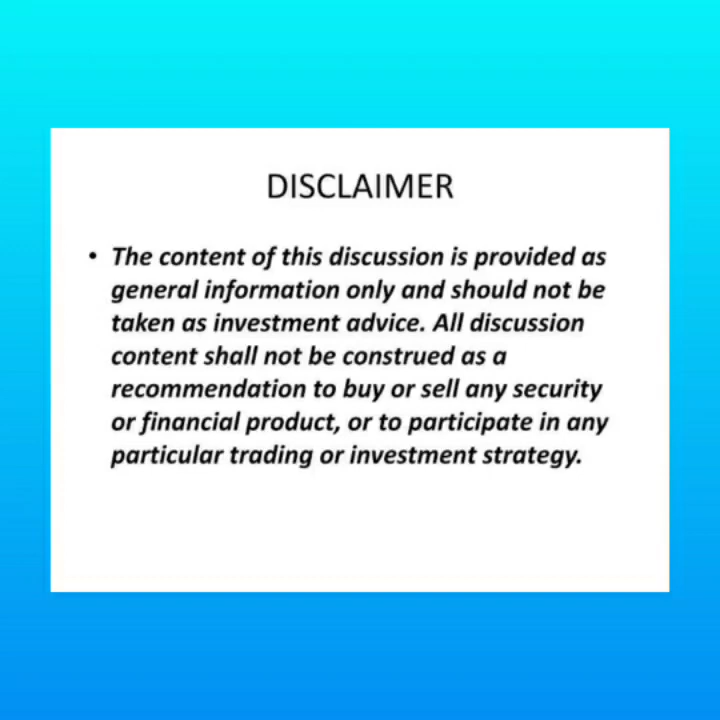 DISCLAIMER
• The content of this discussion is provided as
general information only and should not be
taken as investment advice. All discussion
content shall not be construed as a
recommendation to buy or sell any security
or financial product, or to participate in any
particular trading or investment strategy.